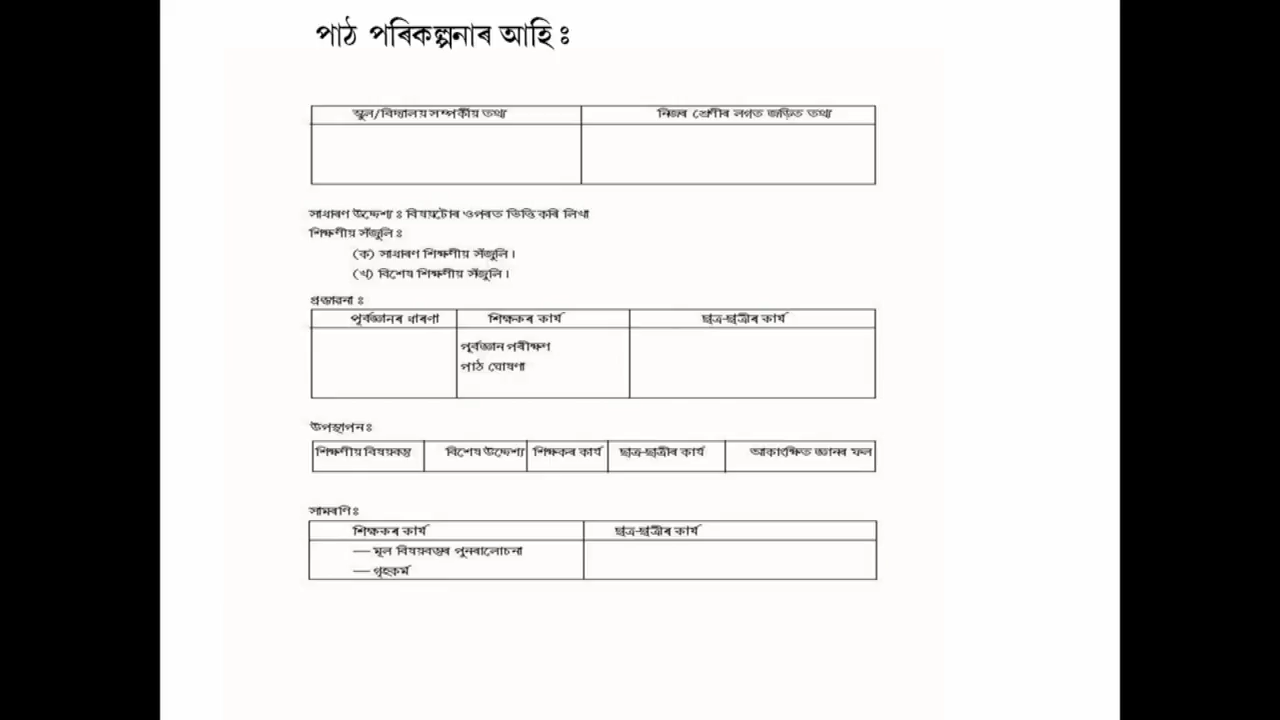 পাঠ পৰিকল্পনাৰ আৰ্হি ঃ
স্কুল/বিদ্যালয় সম্পৰ্কীয় তথ্য নিজৰ শ্ৰেণীৰ লগত জড়িত তথ্য
সাধাৰণ উদ্দেশ্য ঃ বিষয়টোৰ ওপৰত ভিত্তি কৰি লিখা
শিক্ষণীয় সঁজুলি ঃ
(ক) সাধাৰণ শিক্ষণীয় সঁজুলি।
(খ) বিশেষ শিক্ষণীয় সঁজুলি।
প্ৰস্তাৱনা ঃ
পূৰ্বজ্ঞানৰ ধাৰণা শিক্ষকৰ কাৰ্য ছাত্ৰ-ছাত্ৰীৰ কাৰ্য
পূৰ্বজ্ঞান পৰীক্ষণ
পাঠ ঘোষণা
উপস্থাপন ঃ
শিক্ষণীয় বিষয়বস্তু বিশেষ উদ্দেশ্য শিক্ষকৰ কাৰ্য ছাত্ৰ-ছাত্ৰীৰ কাৰ্য আকাংক্ষিত জ্ঞানৰ ফল
সামৰণি ঃ
শিক্ষকৰ কাৰ্য ছাত্ৰ-ছাত্ৰীৰ কাৰ্য
— মূল বিষয়বস্তুৰ পুনৰালোচনা
— গৃহকৰ্ম